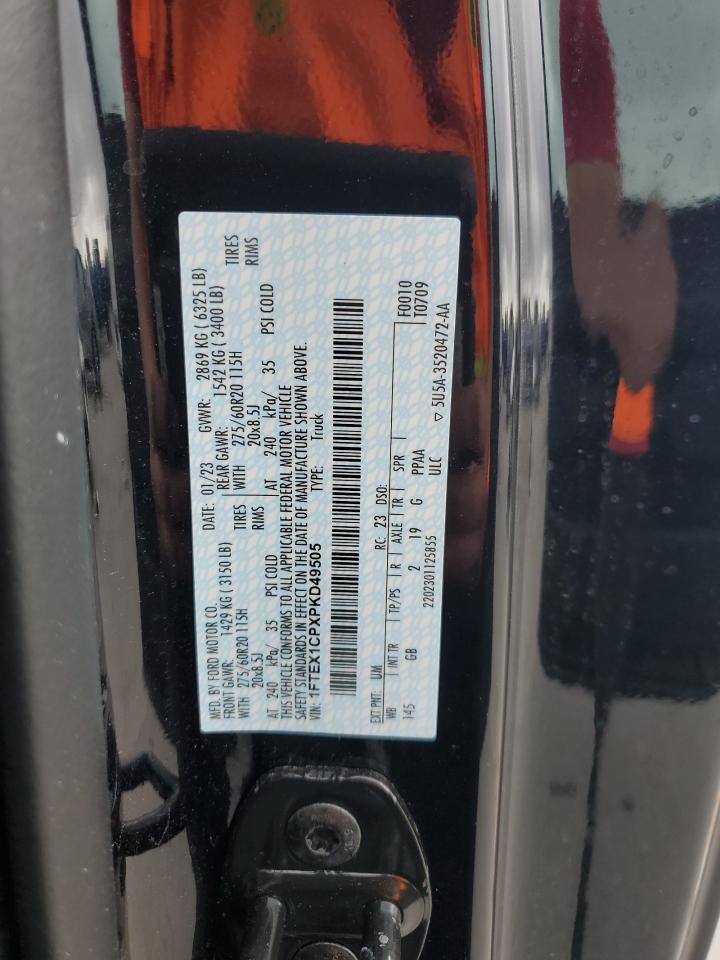 MFD. BY FORD MOTOR CO.
DATE: 01/23 GVWR: 2869 KG ( 6325 LB)
FRONT GAWR: 1429 KG ( 3150 LB) REAR GAWR: 1542 KG ( 3400 LB)
WITH 275/60R20 115H TIRES WITH 275/60R20 115H TIRES
20x8.5J RIMS 20x8.5J RIMS
AT 240 kPa/ 35 PSI COLD AT 240 kPa/ 35 PSI COLD
THIS VEHICLE CONFORMS TO ALL APPLICABLE FEDERAL MOTOR VEHICLE
SAFETY STANDARDS IN EFFECT ON THE DATE OF MANUFACTURE SHOWN ABOVE.
VIN: 1FTEX1CPXPKD49505 TYPE: Truck
EXT PNT: UM RC: 23 DSO: F0010
WB | INT TR | TP/PS | R | AXLE | TR | SPR | T0709
145 GB 2 19 G PPAA
2202301125855 ULC
▽ 5U5A-3520472-AA